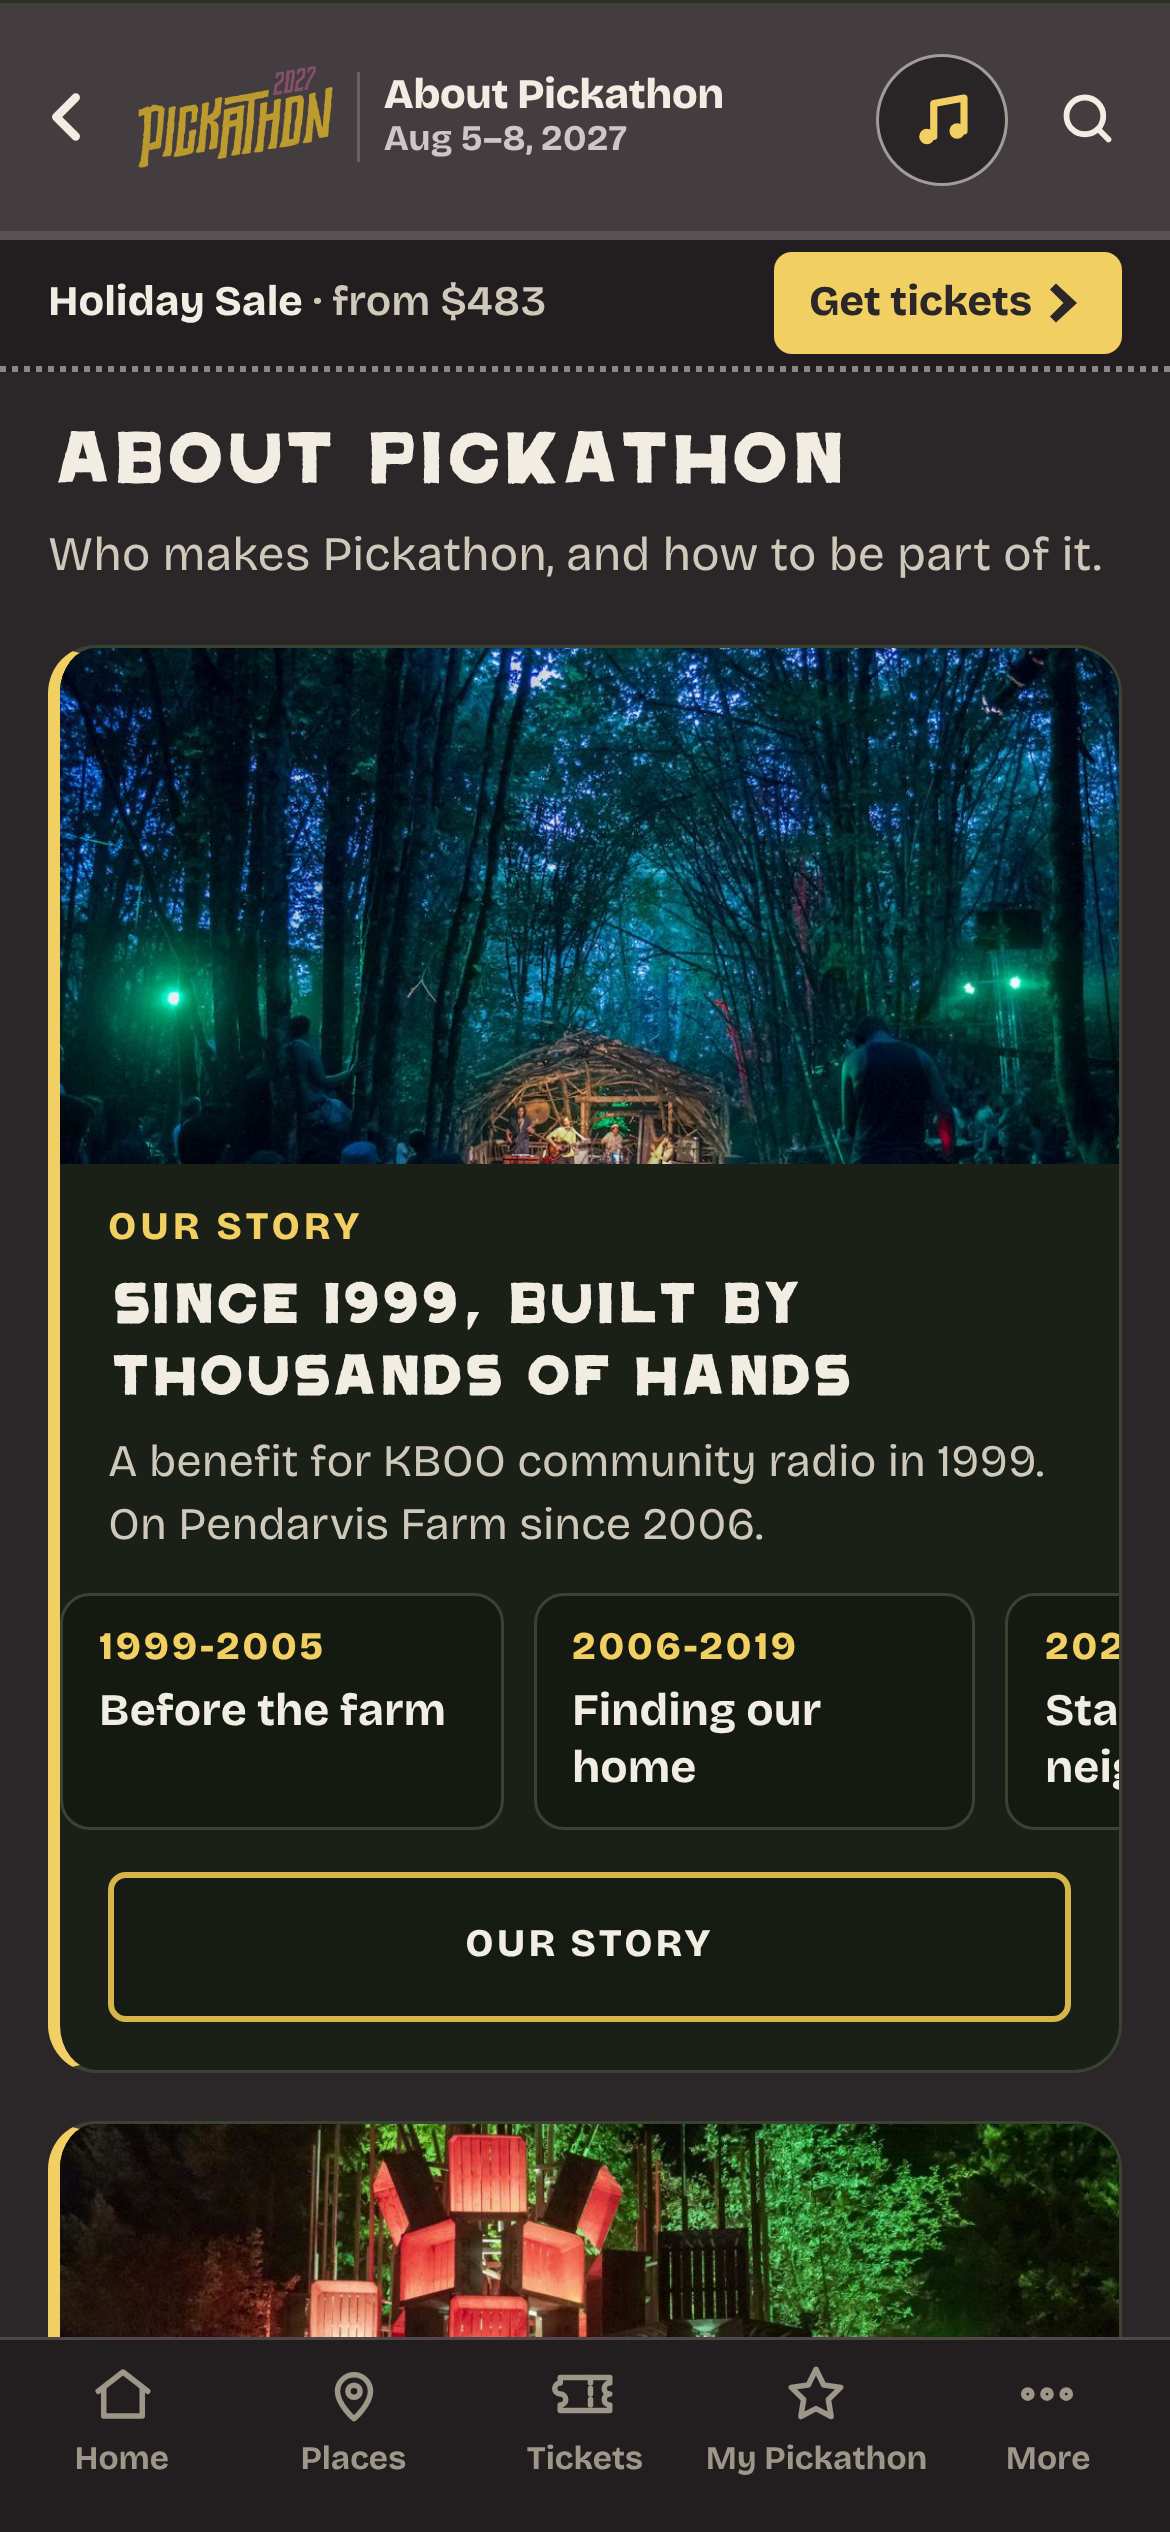 2027
PICKATHON
About Pickathon
Aug 5–8, 2027
Holiday Sale · from $483
Get tickets
ABOUT PICKATHON
Who makes Pickathon, and how to be part of it.
OUR STORY
SINCE 1999, BUILT BY
THOUSANDS OF HANDS
A benefit for KBOO community radio in 1999.
On Pendarvis Farm since 2006.
1999-2005
Before the farm
2006-2019
Finding our
home
OUR STORY
Home
Places
Tickets
My Pickathon
More